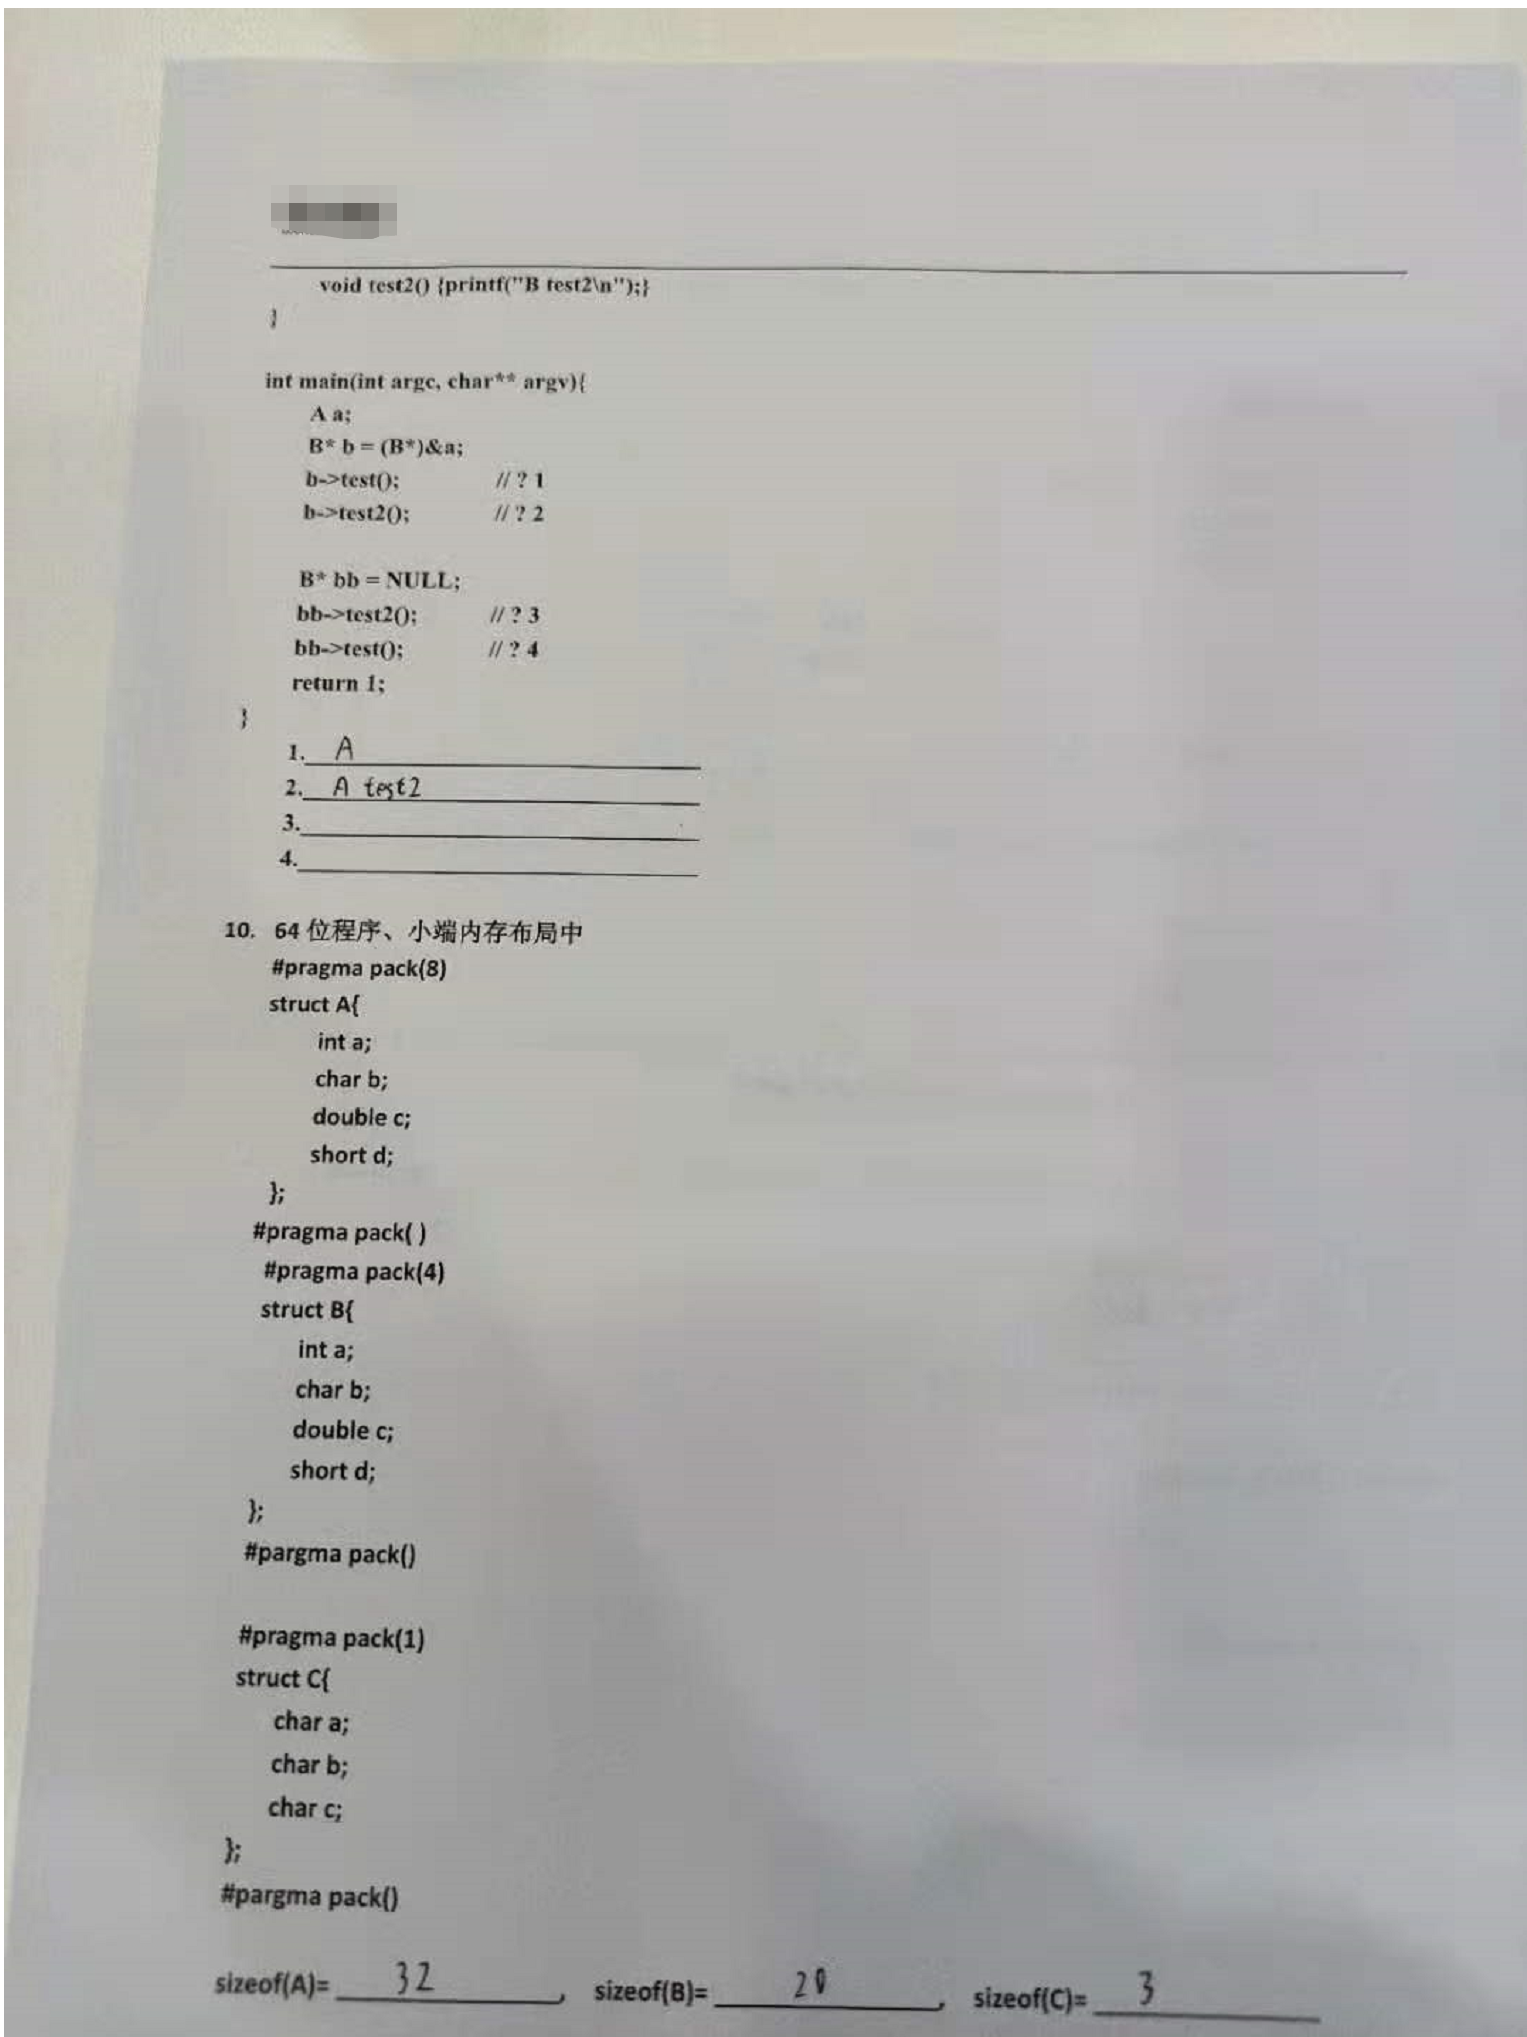 void test2() {printf("B test2\n");}
}
int main(int argc, char** argv){
A a;
B* b = (B*)&a;
b->test(); // ? 1
b->test2(); // ? 2
B* bb = NULL;
bb->test2(); // ? 3
bb->test(); // ? 4
return 1;
}
1. A
2. A test2
3.
4.
10. 64 位程序、小端内存布局中
#pragma pack(8)
struct A{
int a;
char b;
double c;
short d;
};
#pragma pack( )
#pragma pack(4)
struct B{
int a;
char b;
double c;
short d;
};
#pargma pack()
#pragma pack(1)
struct C{
char a;
char b;
char c;
};
#pargma pack()
sizeof(A)= 32 , sizeof(B)= 20 , sizeof(C)= 3